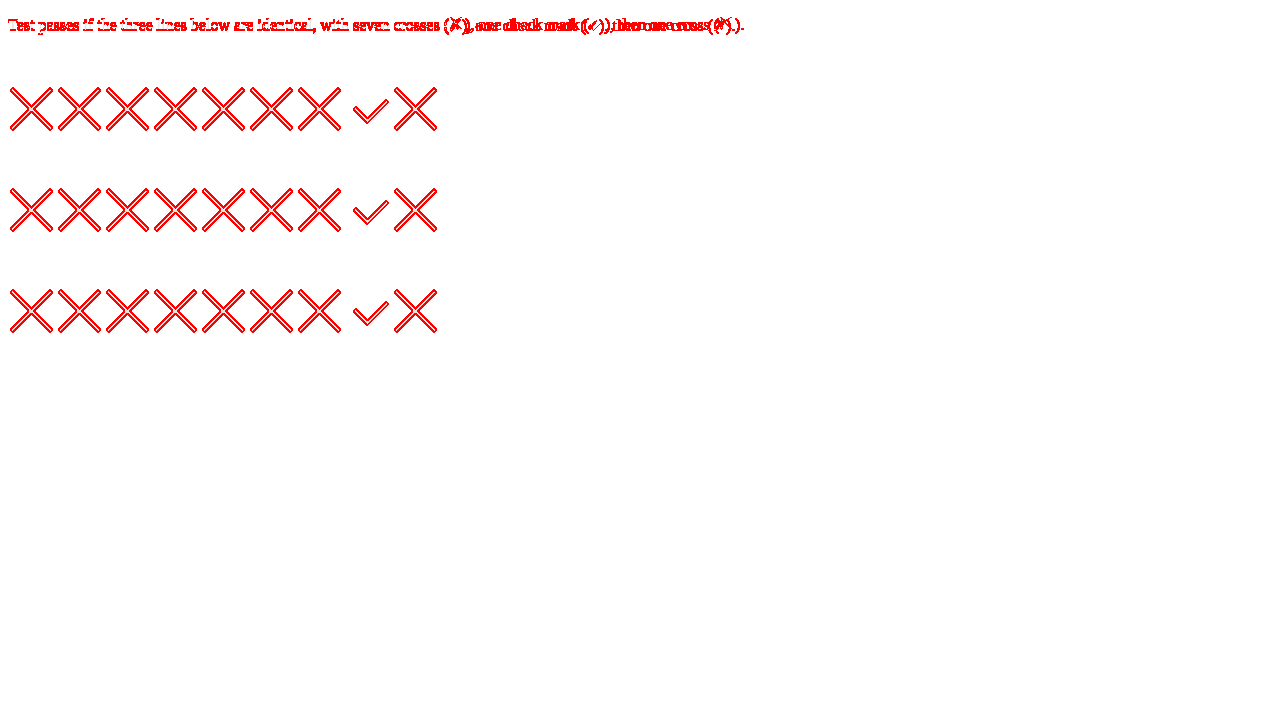 Test passes if the three lines below are identical, with seven crosses (✗), one check mark (✓), then one cross (✗).
✗✗✗✗✗✗✗✓✗
✗✗✗✗✗✗✗✓✗
✗✗✗✗✗✗✗✓✗